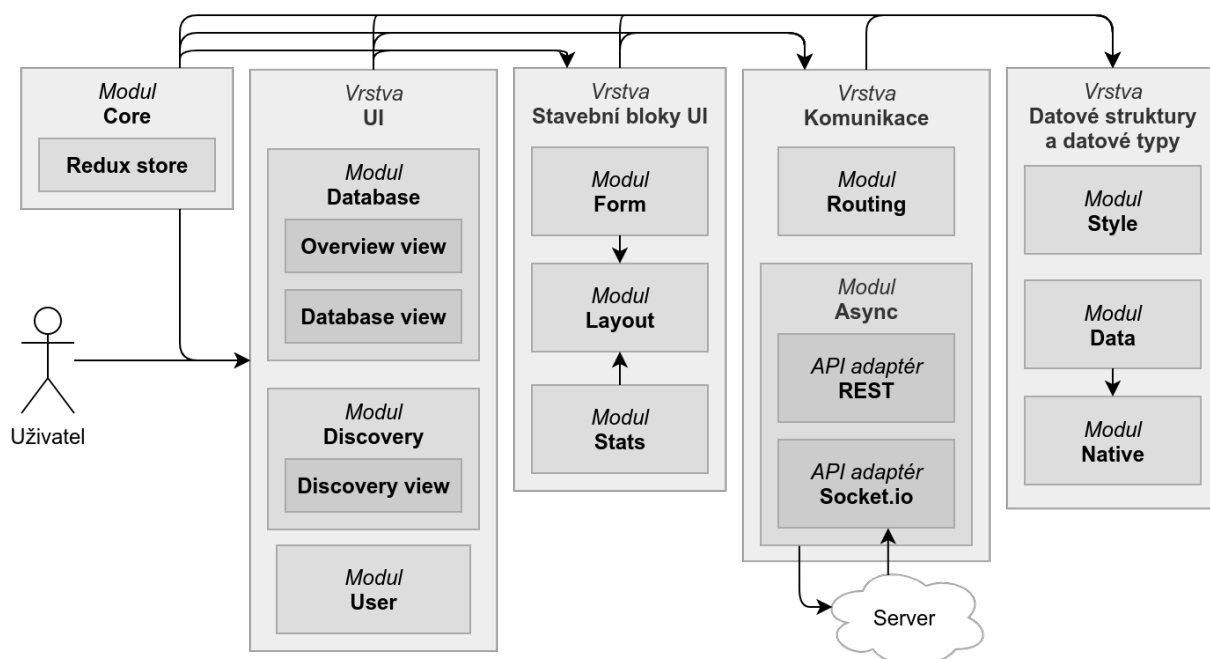 Modul
Core
Redux store
Uživatel
Vrstva
UI
Modul
Database
Overview view
Database view
Modul
Discovery
Discovery view
Modul
User
Vrstva
Stavební bloky UI
Modul
Form
Modul
Layout
Modul
Stats
Vrstva
Komunikace
Modul
Routing
Modul
Async
API adaptér
REST
API adaptér
Socket.io
Server
Vrstva
Datové struktury
a datové typy
Modul
Style
Modul
Data
Modul
Native